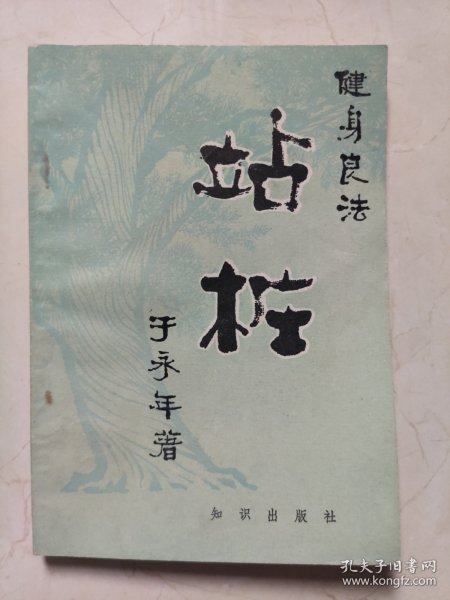 健身良法
站桩
于永年著
知识出版社
孔夫子旧书网
www.kongfz.com